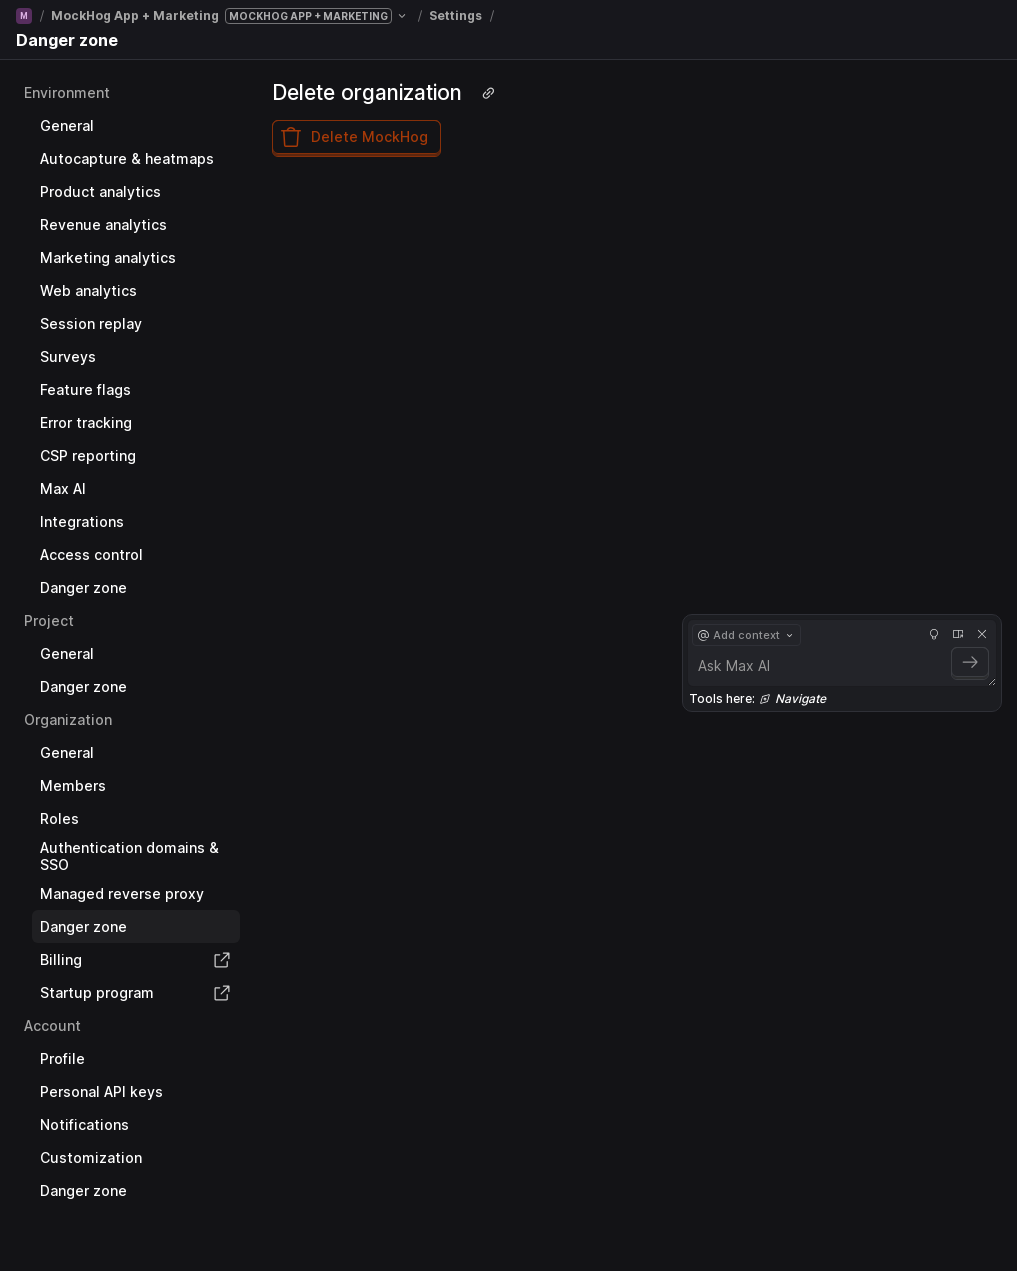 M / MockHog App + Marketing MOCKHOG APP + MARKETING / Settings /
Danger zone
Environment
General
Autocapture & heatmaps
Product analytics
Revenue analytics
Marketing analytics
Web analytics
Session replay
Surveys
Feature flags
Error tracking
CSP reporting
Max AI
Integrations
Access control
Danger zone
Project
General
Danger zone
Organization
General
Members
Roles
Authentication domains &
SSO
Managed reverse proxy
Danger zone
Billing
Startup program
Account
Profile
Personal API keys
Notifications
Customization
Danger zone
Delete organization
Delete MockHog
@ Add context
Ask Max AI
Tools here: Navigate